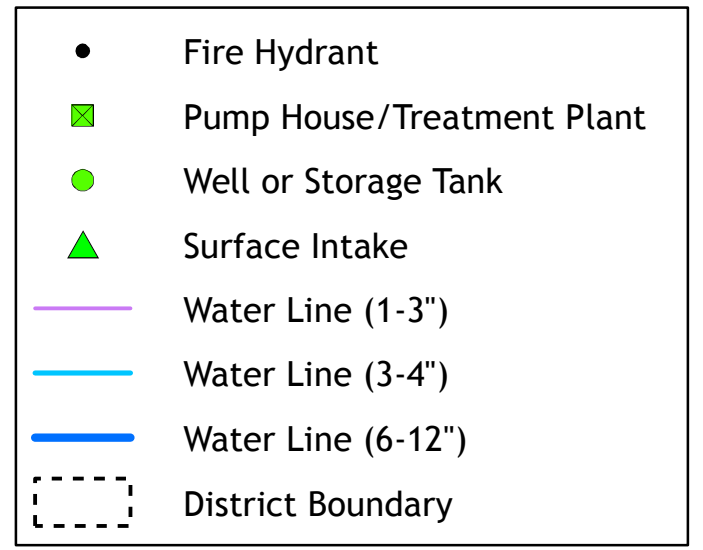 Fire Hydrant
Pump House/Treatment Plant
Well or Storage Tank
Surface Intake
Water Line (1-3")
Water Line (3-4")
Water Line (6-12")
District Boundary